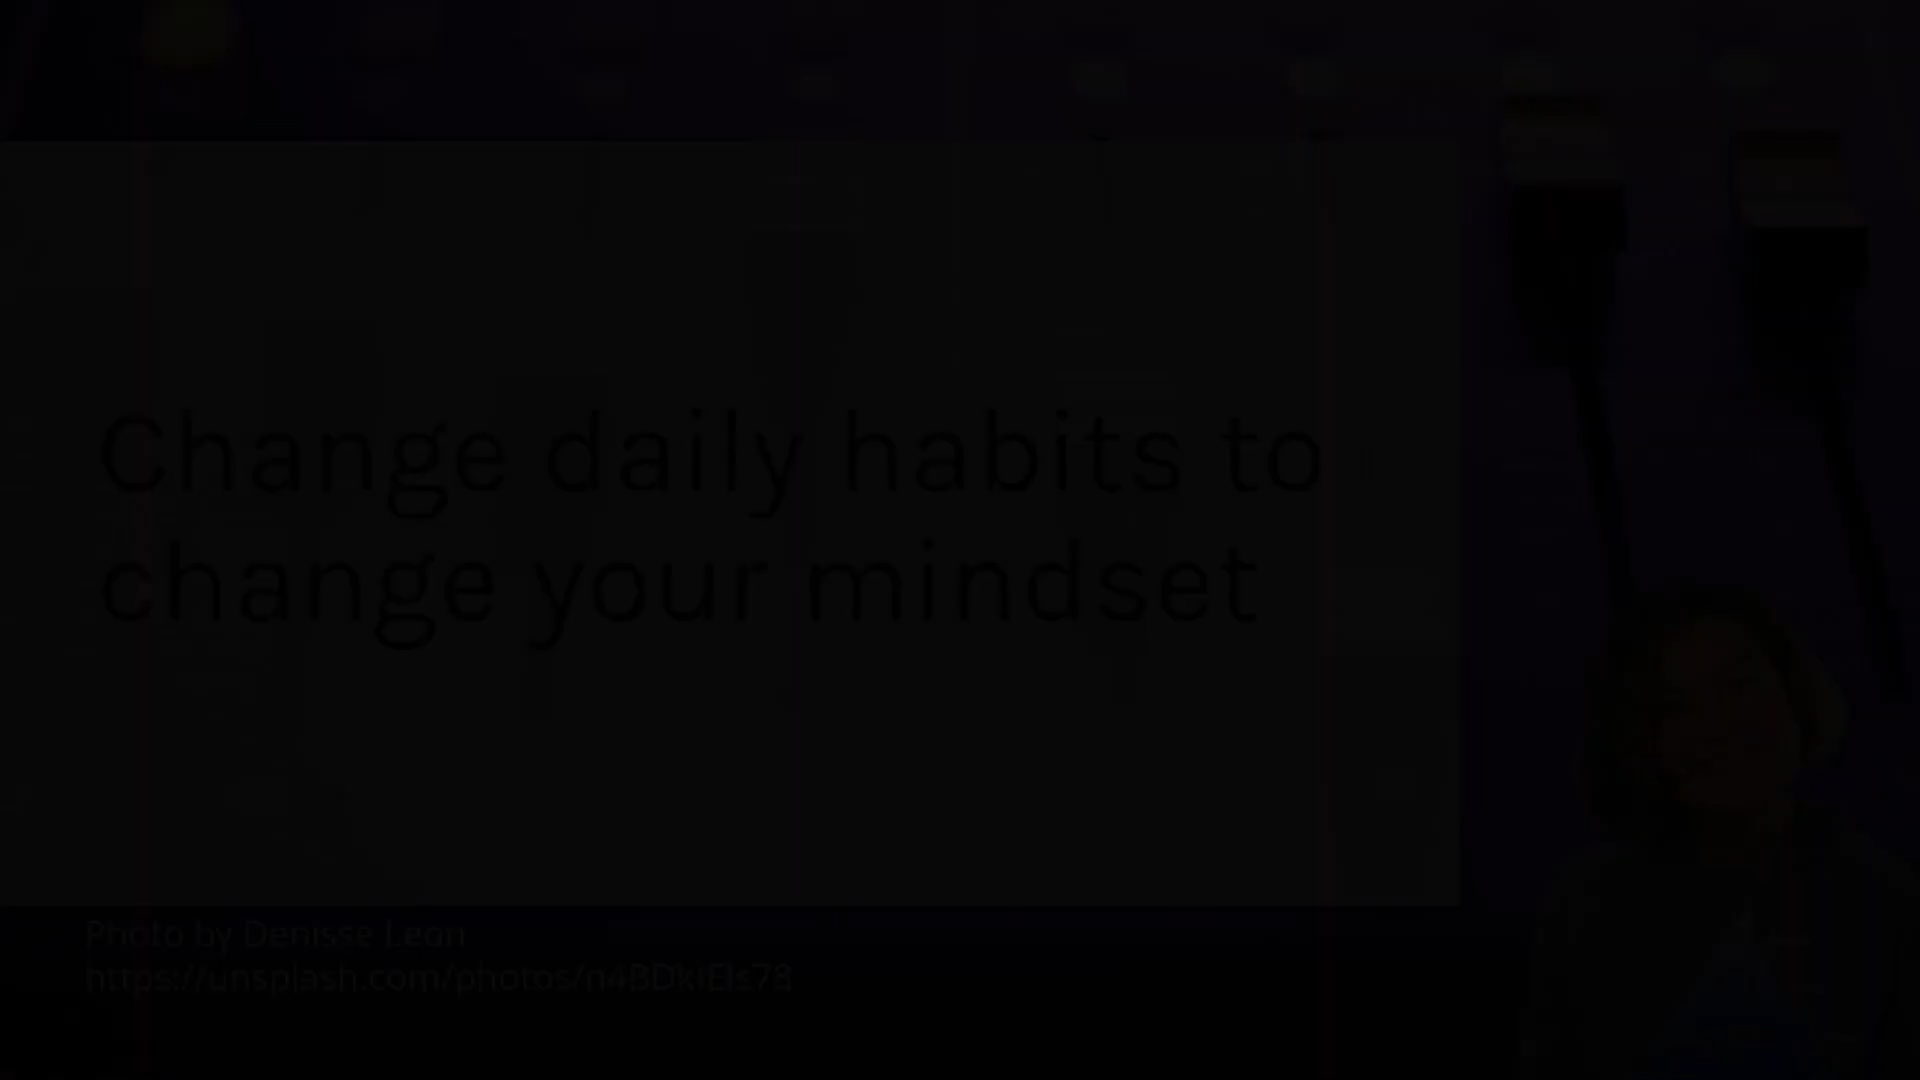 Change daily habits to
change your mindset
Photo by Denisse Leon